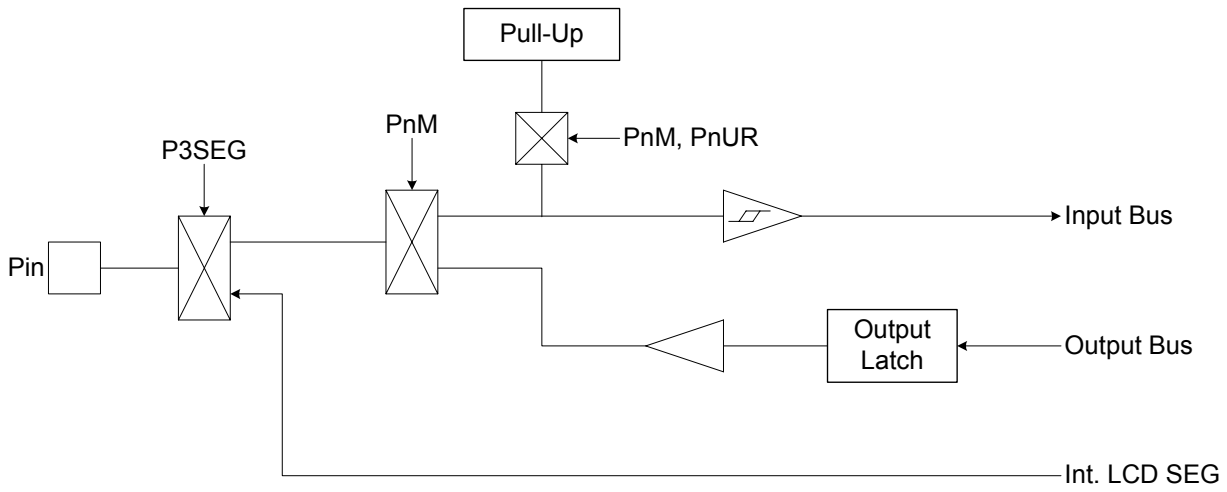 Pull-Up
PnM
PnM, PnUR
P3SEG
Input Bus
Pin
Output
Latch
Output Bus
Int. LCD SEG